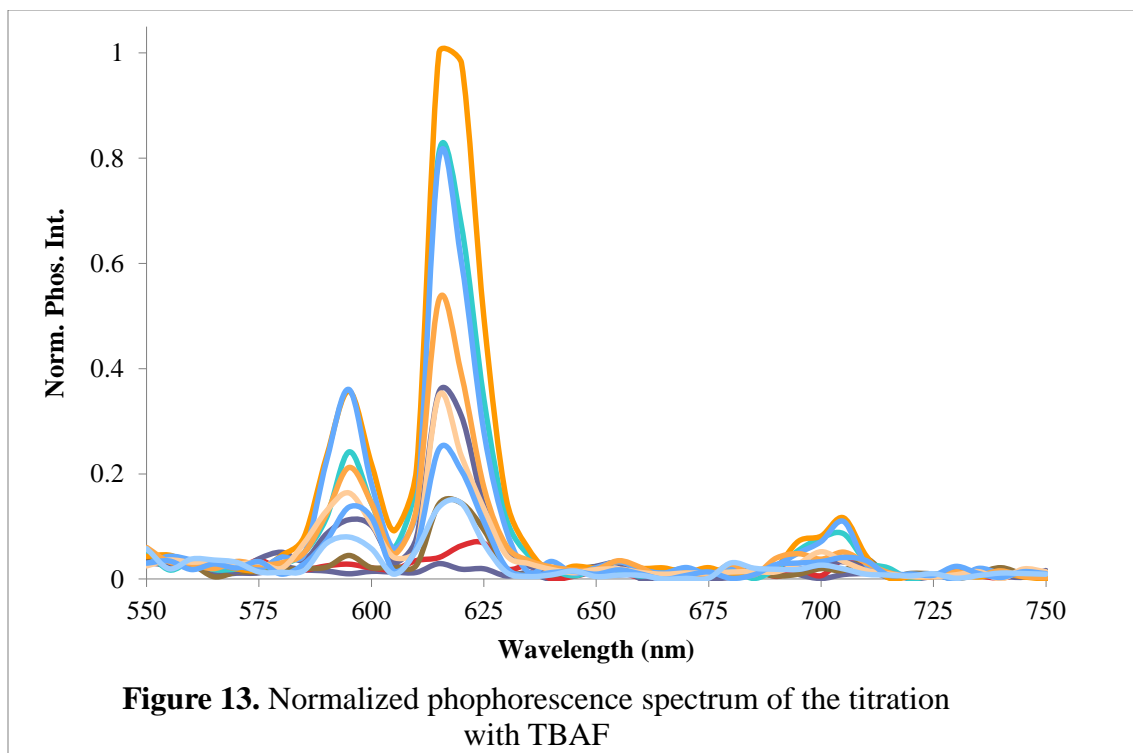 1
0.8
0.6
0.4
0.2
0
Norm. Phos. Int.
550 575 600 625 650 675 700 725 750
Wavelength (nm)
Figure 13. Normalized phophorescence spectrum of the titration
with TBAF